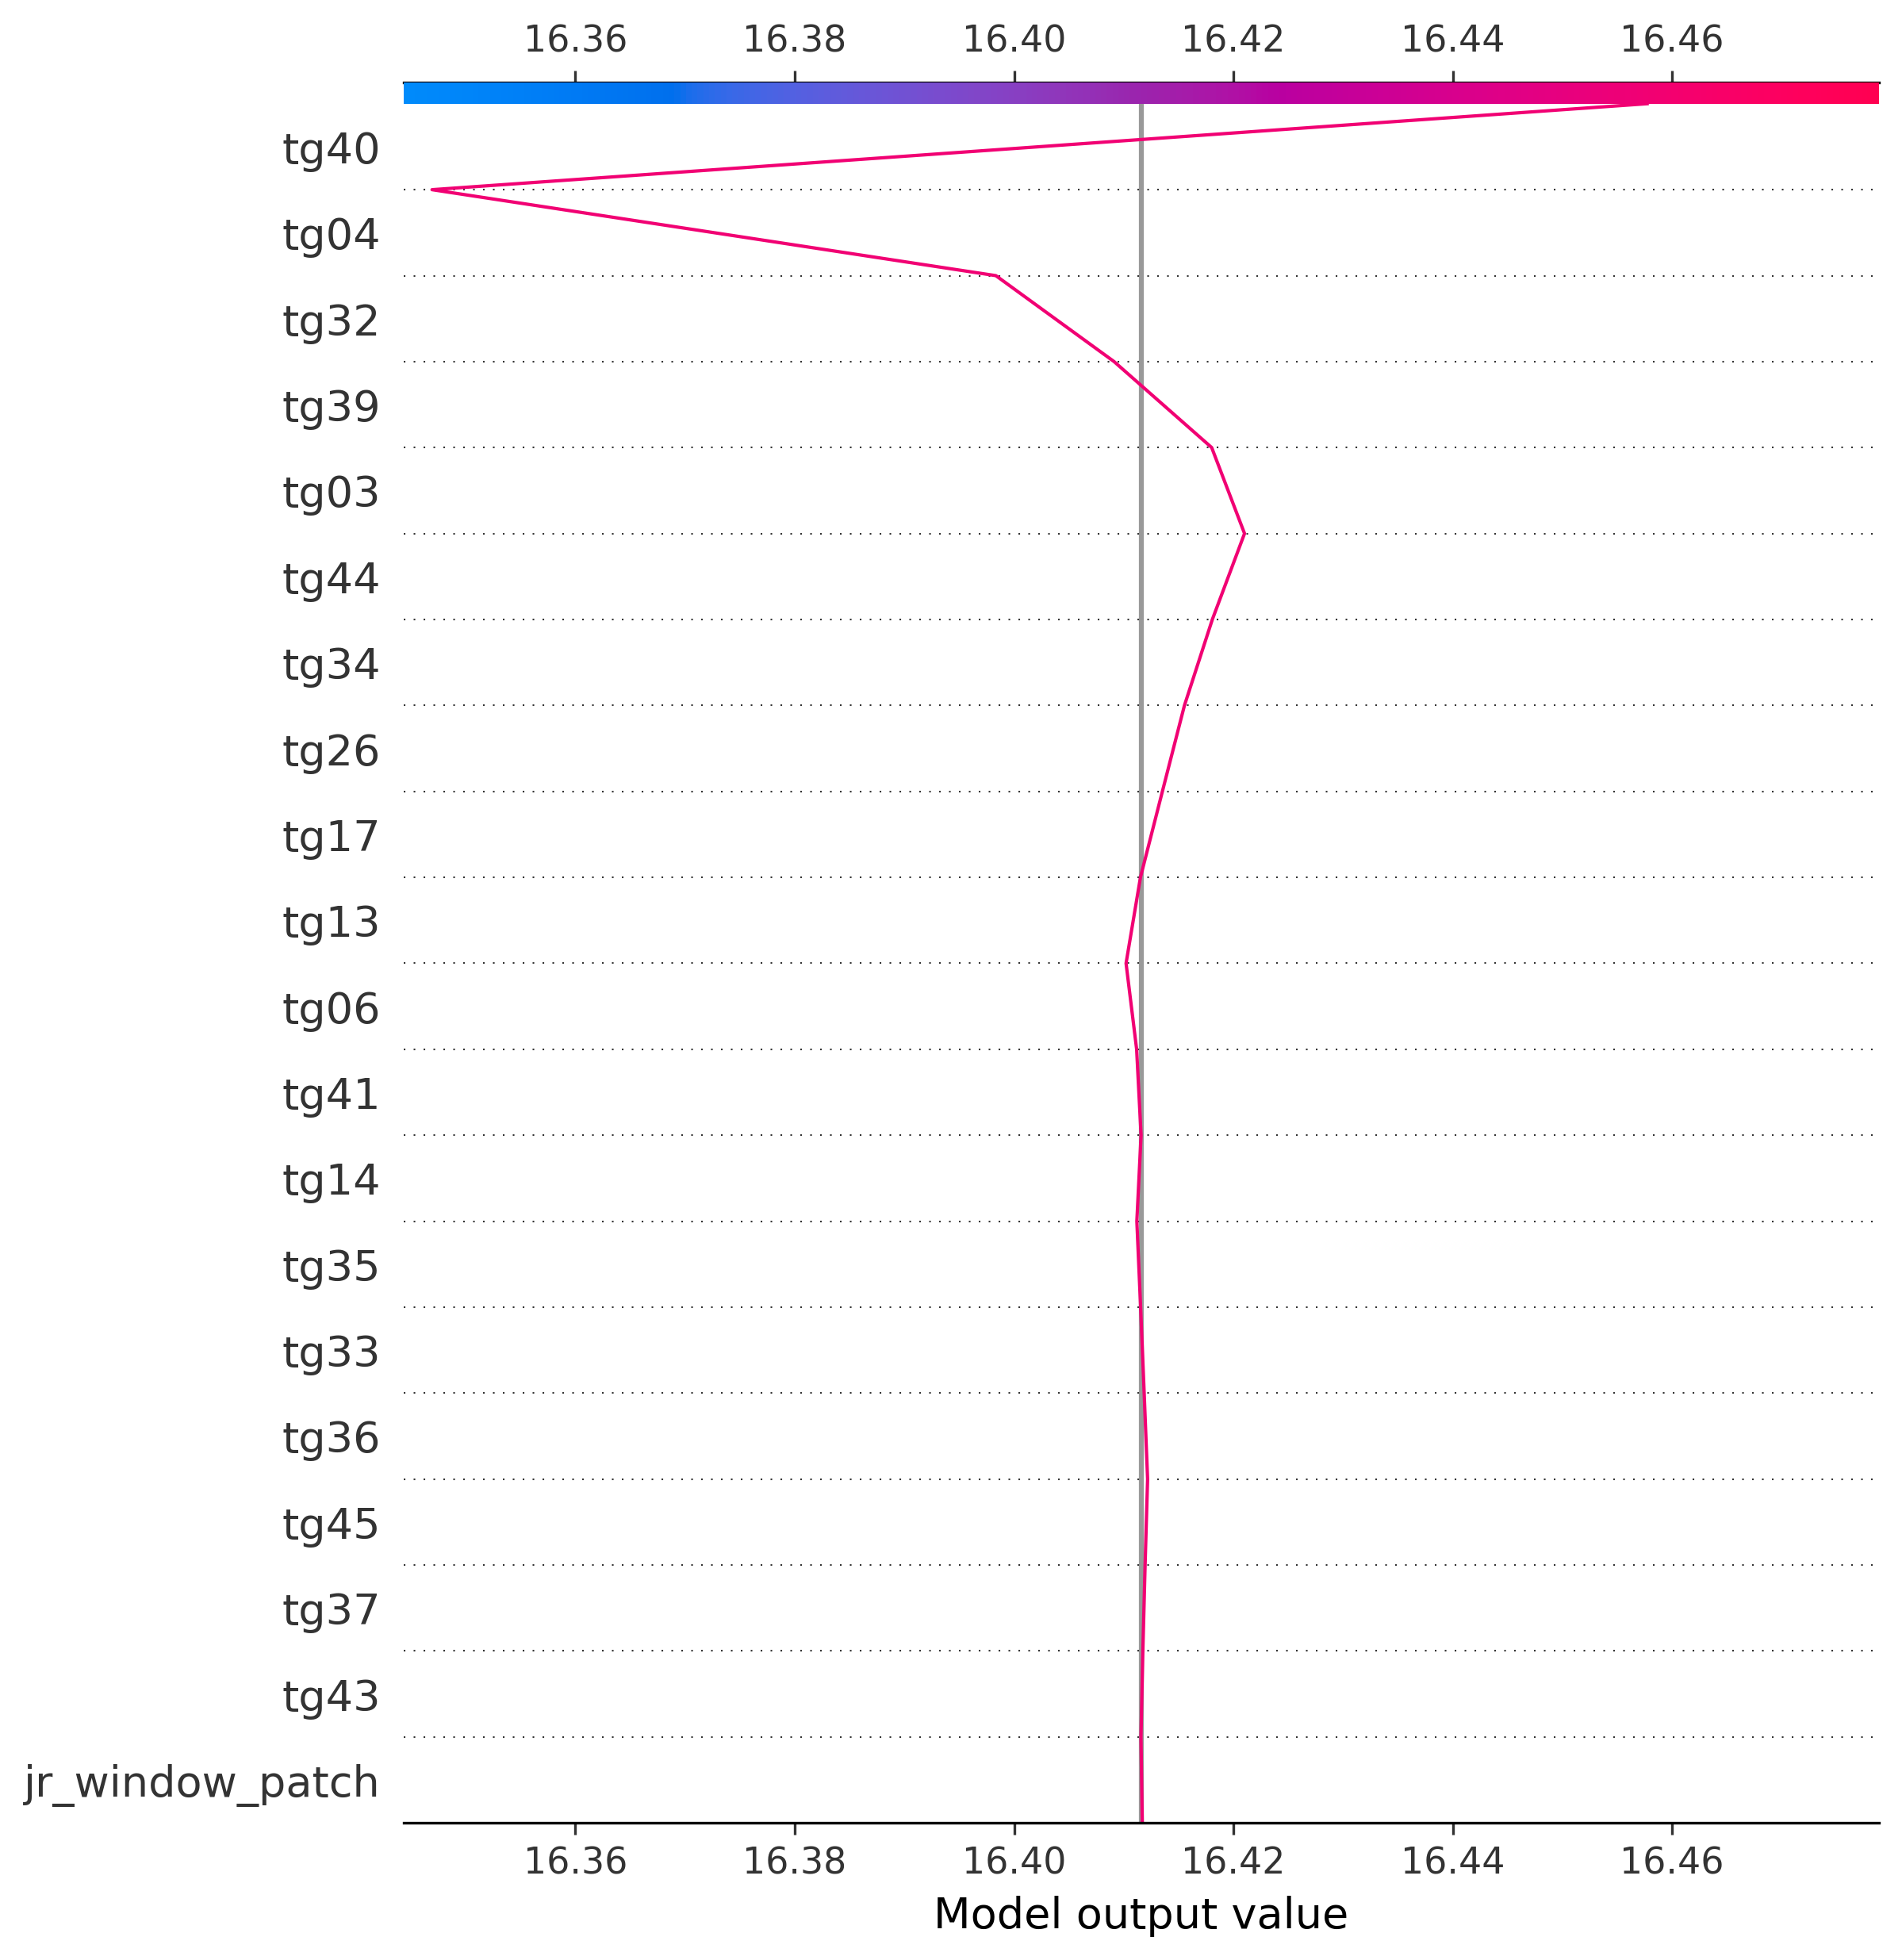 16.36 16.38 16.40 16.42 16.44 16.46
tg40
tg04
tg32
tg39
tg03
tg44
tg34
tg26
tg17
tg13
tg06
tg41
tg14
tg35
tg33
tg36
tg45
tg37
tg43
jr_window_patch
16.36 16.38 16.40 16.42 16.44 16.46
Model output value